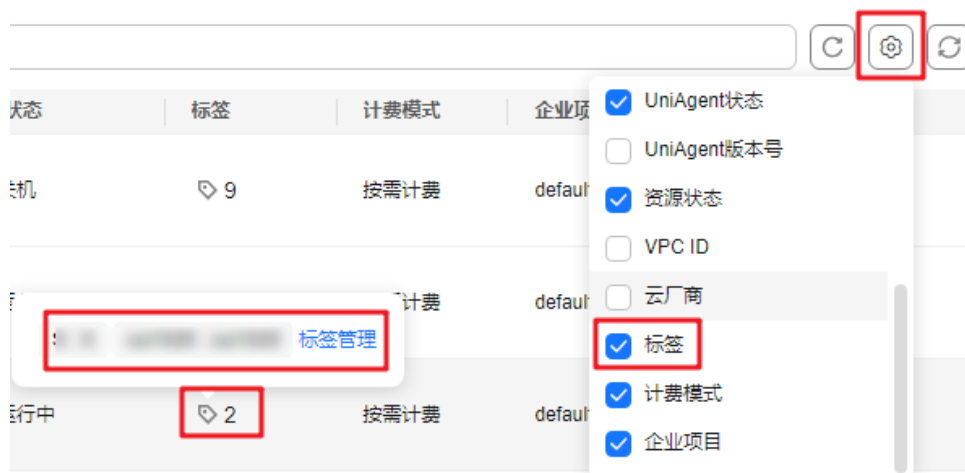 状态 标签 计费模式 企业项
UniAgent状态
UniAgent版本号
资源状态
VPC ID
云厂商
标签
计费模式
企业项目
机 9 按需计费 defaul
计费 defaul
标签管理
运行中 2 按需计费 defaul